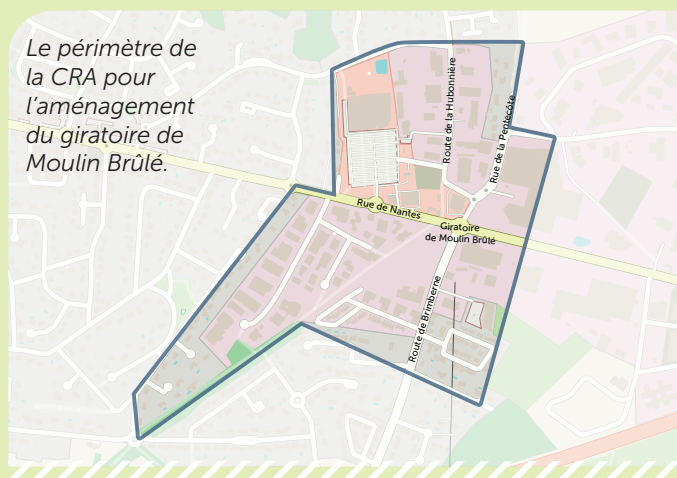 Le périmètre de
la CRA pour
l’aménagement
du giratoire de
Moulin Brûlé.
Route de la Hubonnière
Rue de la Pentecôte
Rue de Nantes
Giratoire
de Moulin Brûlé
Route de Brimberne